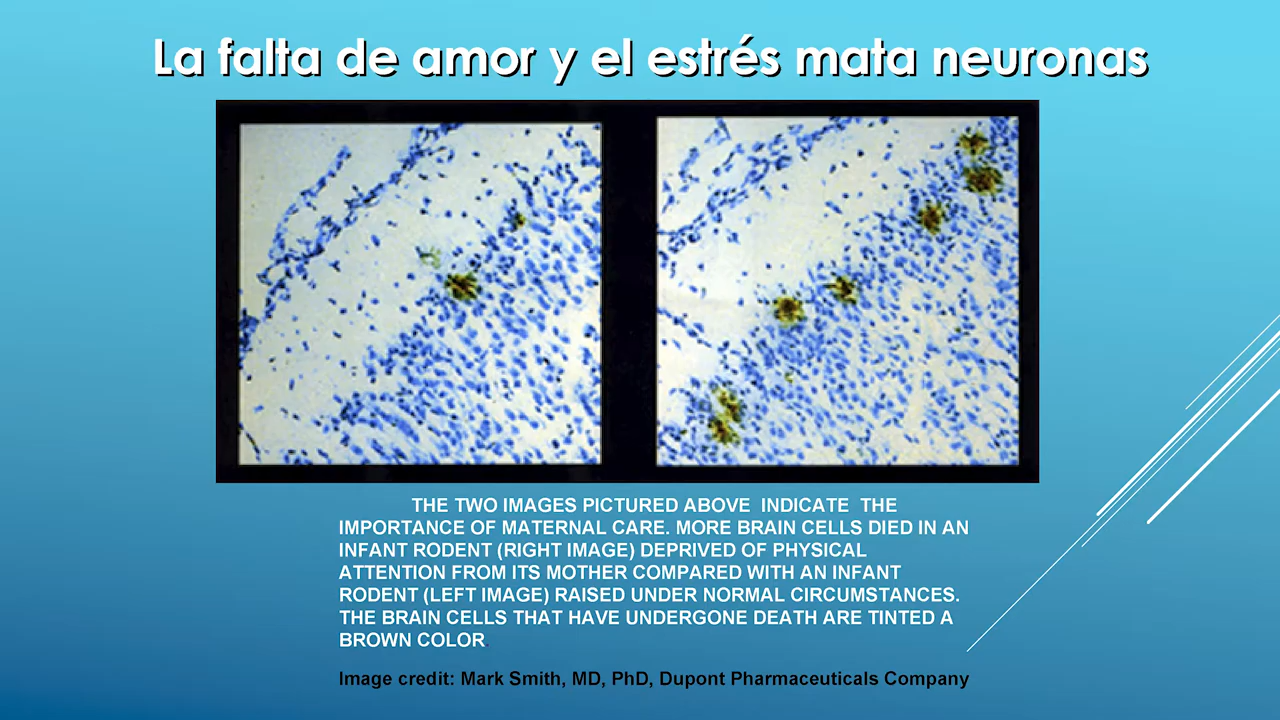 La falta de amor y el estrés mata neuronas
THE TWO IMAGES PICTURED ABOVE INDICATE THE
IMPORTANCE OF MATERNAL CARE. MORE BRAIN CELLS DIED IN AN
INFANT RODENT (RIGHT IMAGE) DEPRIVED OF PHYSICAL
ATTENTION FROM ITS MOTHER COMPARED WITH AN INFANT
RODENT (LEFT IMAGE) RAISED UNDER NORMAL CIRCUMSTANCES.
THE BRAIN CELLS THAT HAVE UNDERGONE DEATH ARE TINTED A
BROWN COLOR
Image credit: Mark Smith, MD, PhD, Dupont Pharmaceuticals Company